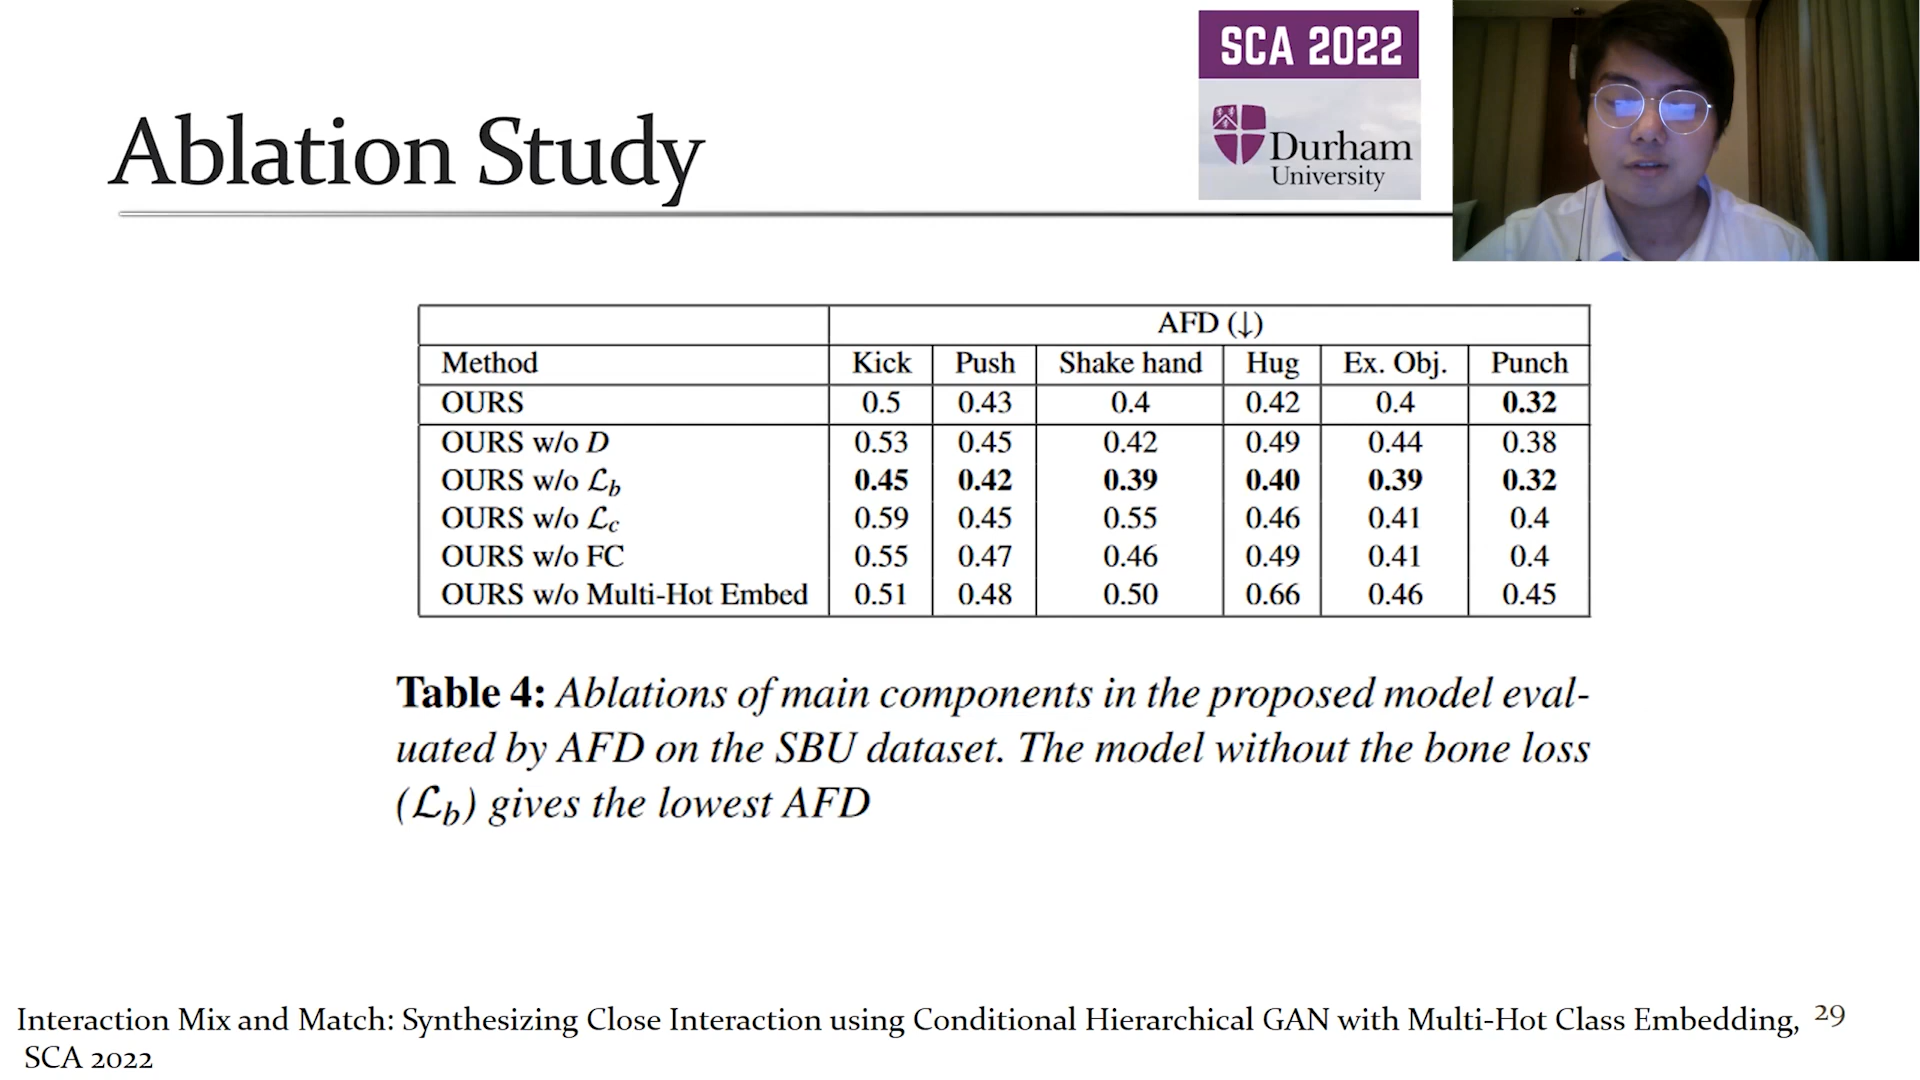 SCA 2022
Durham
University
Ablation Study
AFD (↓)
Method Kick Push Shake hand Hug Ex. Obj. Punch
OURS 0.5 0.43 0.4 0.42 0.4 0.32
OURS w/o D 0.53 0.45 0.42 0.49 0.44 0.38
OURS w/o ℒb 0.45 0.42 0.39 0.40 0.39 0.32
OURS w/o ℒc 0.59 0.45 0.55 0.46 0.41 0.4
OURS w/o FC 0.55 0.47 0.46 0.49 0.41 0.4
OURS w/o Multi-Hot Embed 0.51 0.48 0.50 0.66 0.46 0.45
Table 4: Ablations of main components in the proposed model eval-
uated by AFD on the SBU dataset. The model without the bone loss
(ℒb) gives the lowest AFD
Interaction Mix and Match: Synthesizing Close Interaction using Conditional Hierarchical GAN with Multi-Hot Class Embedding, 29
SCA 2022